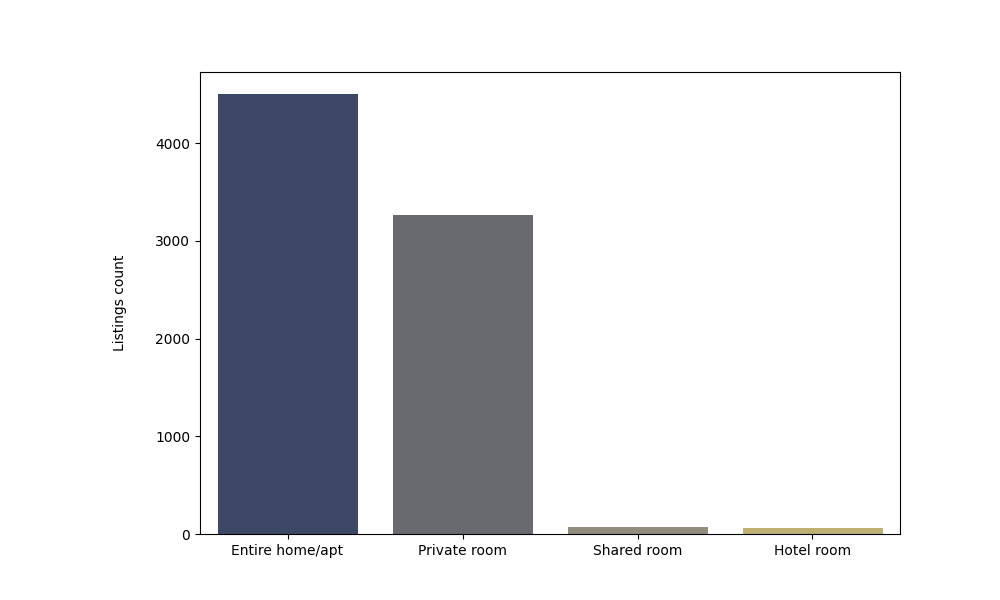 Listings count
4000
3000
2000
1000
0
Entire home/apt
Private room
Shared room
Hotel room